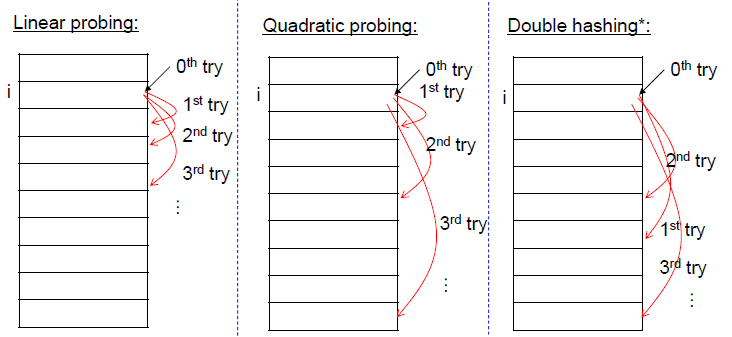 Linear probing:
0th try
i
1st try
2nd try
3rd try
⋮
Quadratic probing:
0th try
i
1st try
2nd try
3rd try
⋮
Double hashing*:
0th try
i
2nd try
1st try
3rd try
⋮